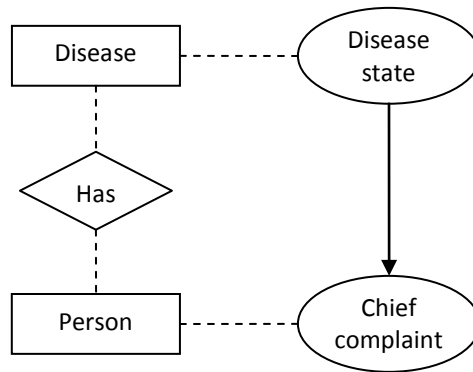 Disease
Disease
state
Has
Person
Chief
complaint